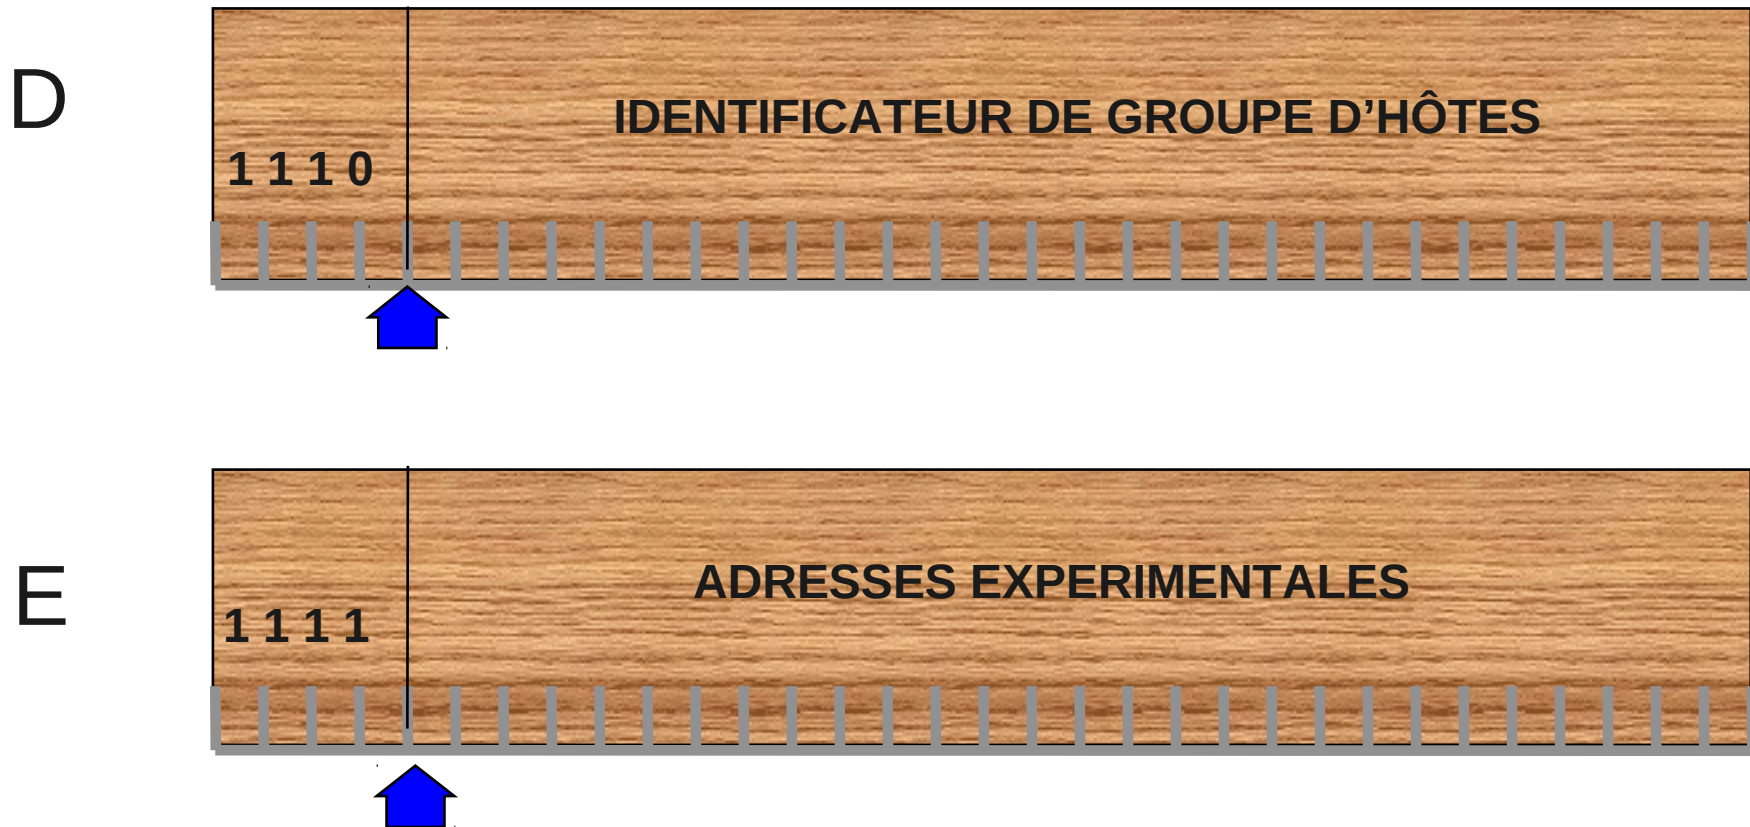 D
IDENTIFICATEUR DE GROUPE D’HÔTES
1 1 1 0
E
ADRESSES EXPERIMENTALES
1 1 1 1